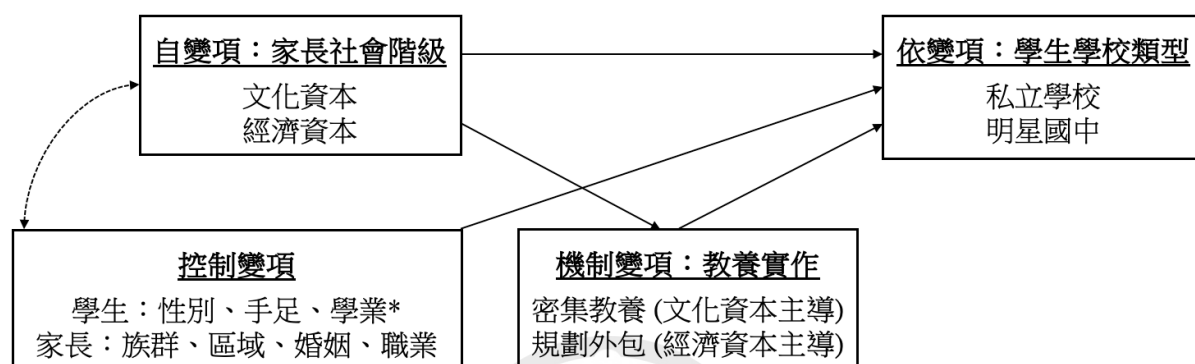 自變項：家長社會階級
文化資本
經濟資本
依變項：學生學校類型
私立學校
明星國中
控制變項
學生：性別、手足、學業*
家長：族群、區域、婚姻、職業
機制變項：教養實作
密集教養 (文化資本主導)
規劃外包 (經濟資本主導)